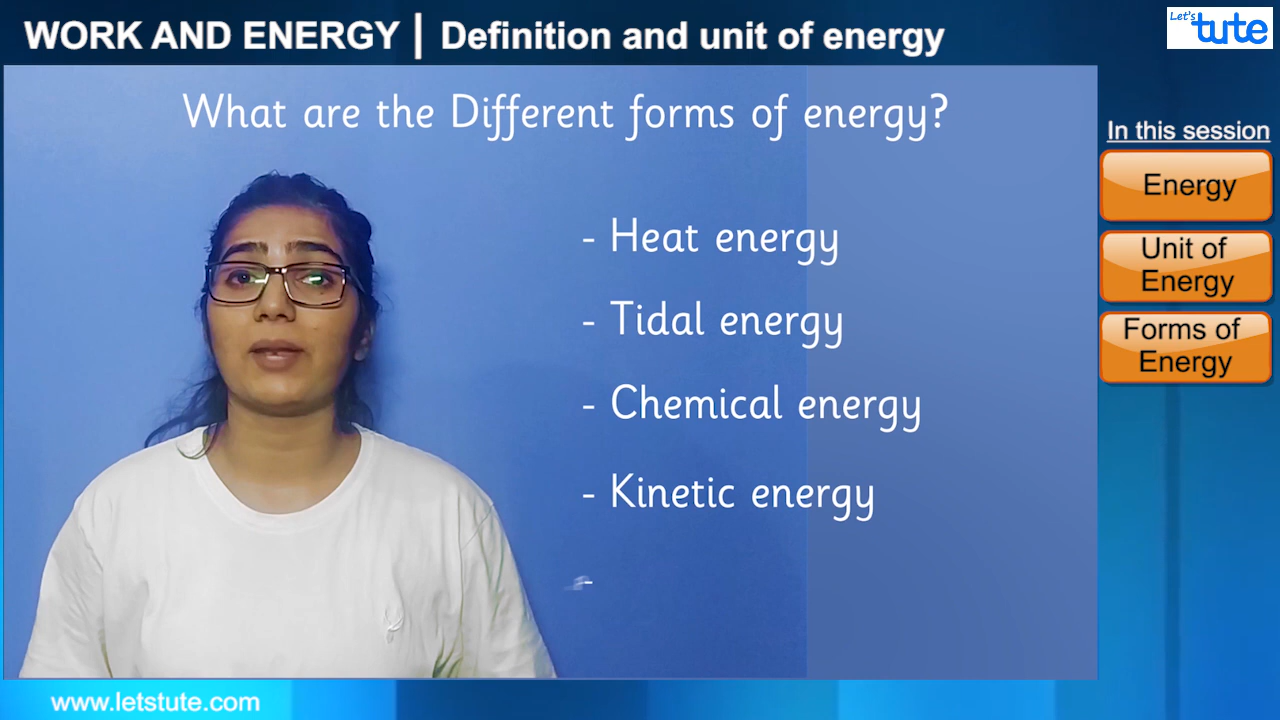 WORK AND ENERGY | Definition and unit of energy
Let's tute
What are the Different forms of energy?
- Heat energy
- Tidal energy
- Chemical energy
- Kinetic energy
-
In this session
Energy
Unit of
Energy
Forms of
Energy
www.letstute.com